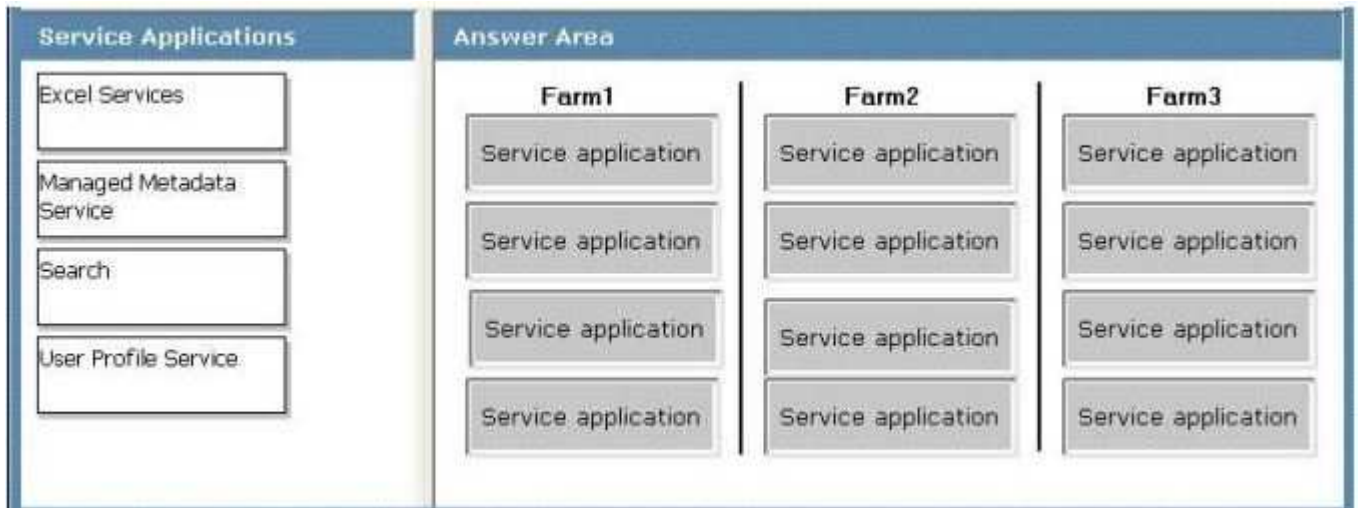 Service Applications
Excel Services
Managed Metadata
Service
Search
User Profile Service
Answer Area
Farm1
Farm2
Farm3
Service application
Service application
Service application
Service application
Service application
Service application
Service application
Service application
Service application
Service application
Service application
Service application